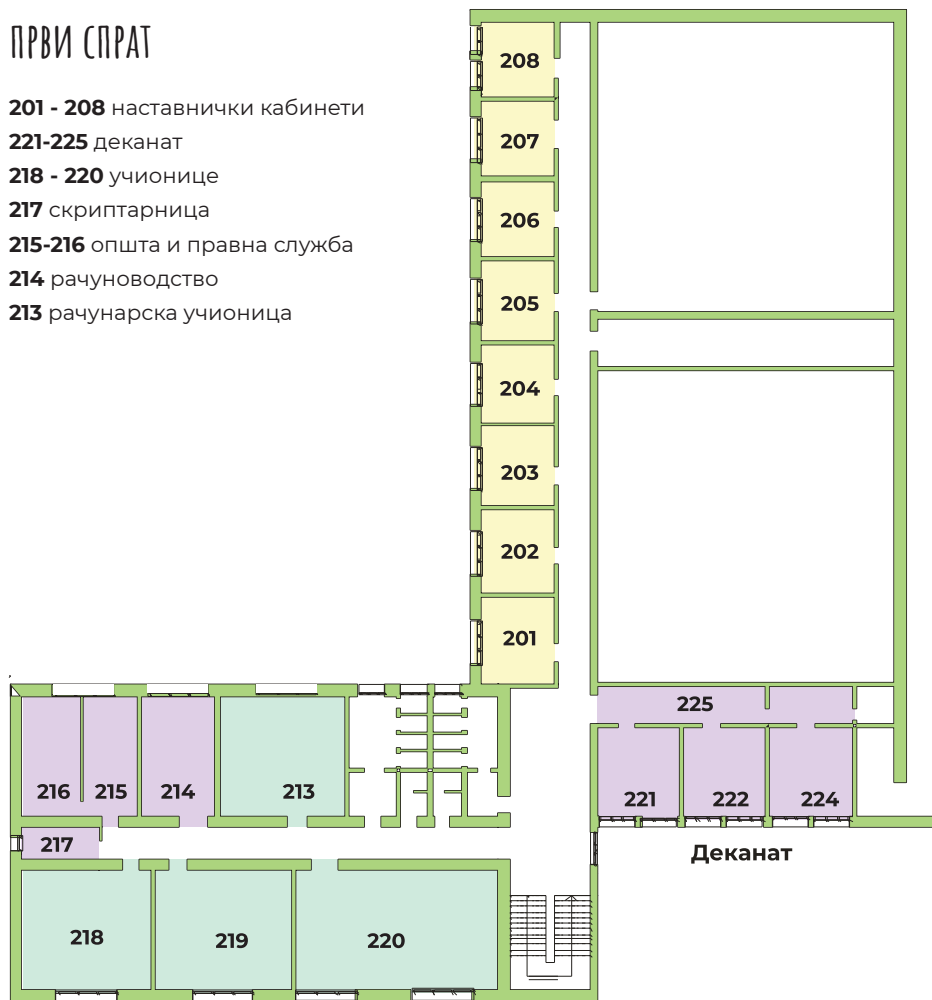 ПРВИ СПРАТ
201 - 208 наставнички кабинети
221-225 деканат
218 - 220 учионице
217 скриптарница
215-216 општа и правна служба
214 рачуноводство
213 рачунарска учионица
208
207
206
205
204
203
202
201
225
216 215 214 213
221 222 224
217
Деканат
218 219 220